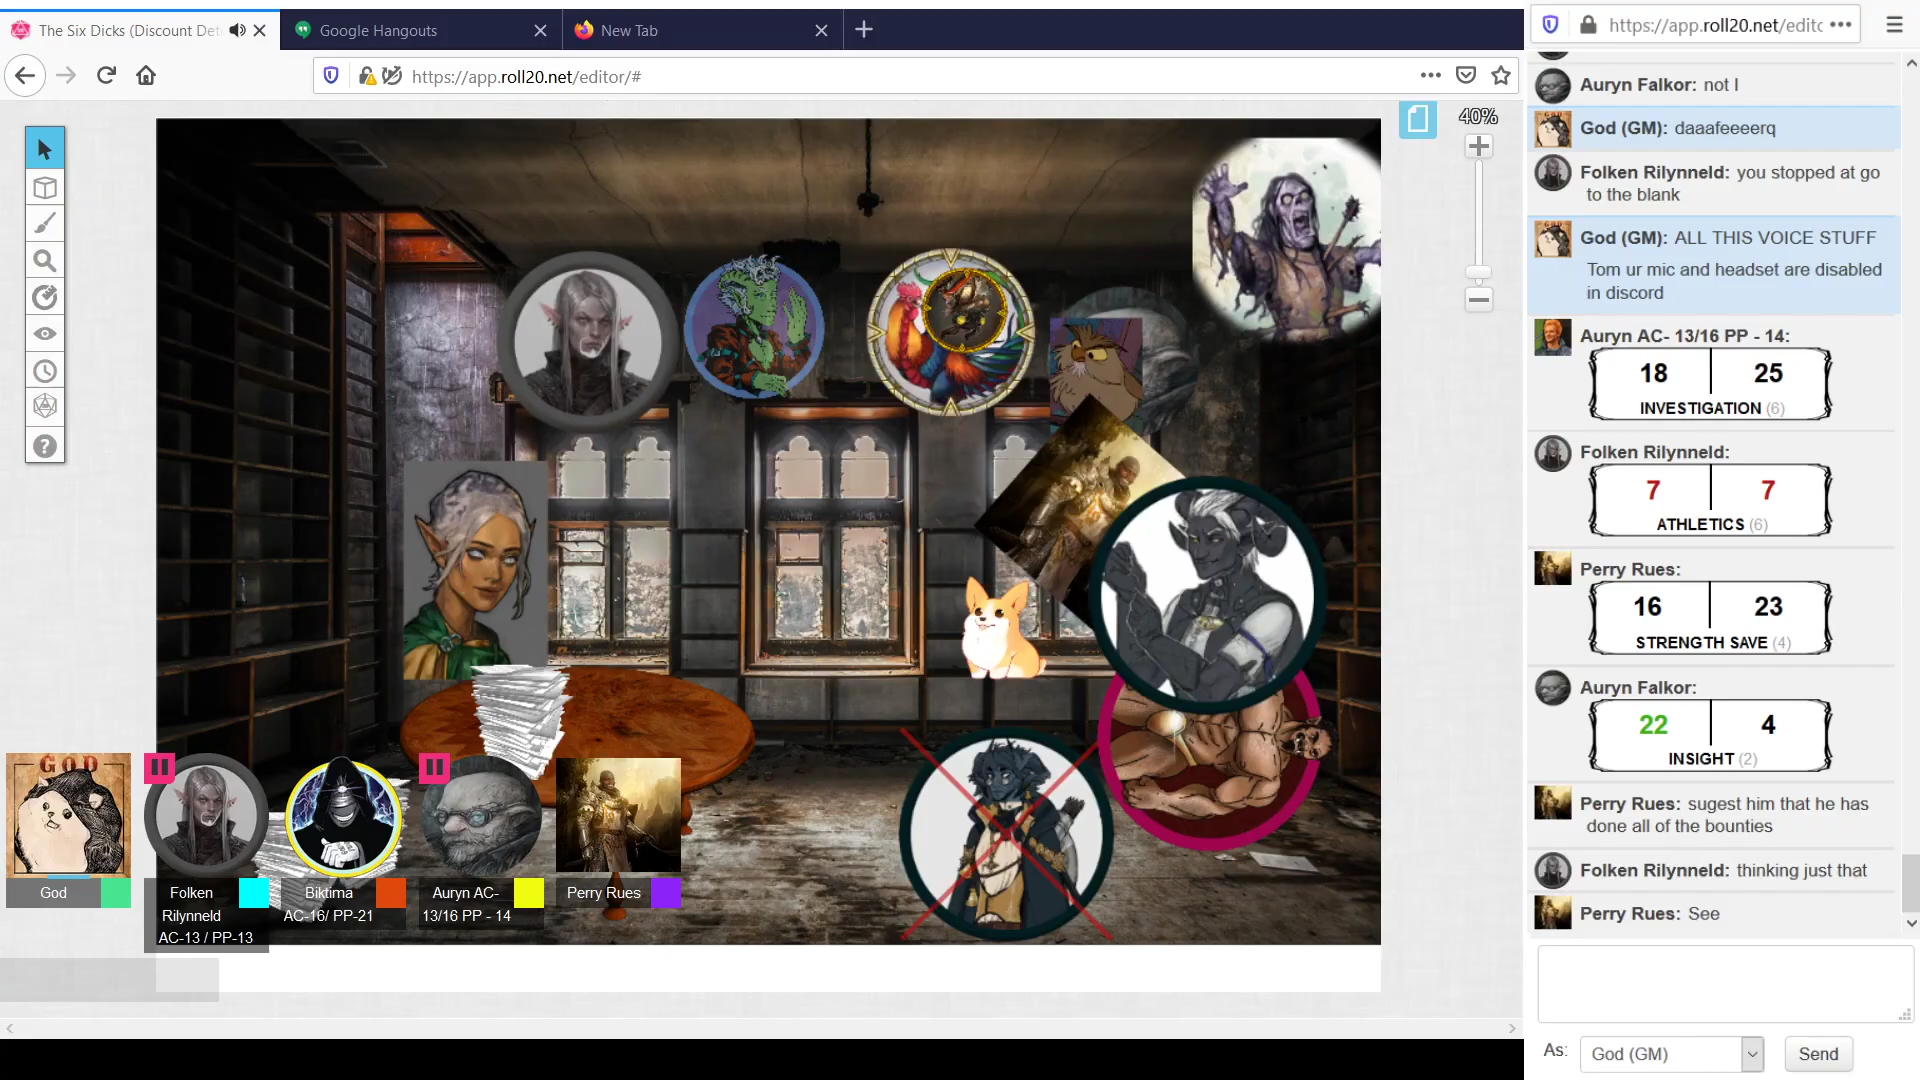 The Six Dicks (Discount Det
Google Hangouts
New Tab
https://app.roll20.net/editor/#
https://app.roll20.net/editc
40%
Auryn Falkor: not I
God (GM): daaafeeeerq
Folken Rilynneld: you stopped at go
to the blank
God (GM): ALL THIS VOICE STUFF
Tom ur mic and headset are disabled
in discord
Auryn AC- 13/16 PP - 14:
18 25
INVESTIGATION (6)
Folken Rilynneld:
7 7
ATHLETICS (6)
Perry Rues:
16 23
STRENGTH SAVE (4)
Auryn Falkor:
22 4
INSIGHT (2)
Perry Rues: sugest him that he has
done all of the bounties
Folken Rilynneld: thinking just that
Perry Rues: See
As: God (GM) Send
GOD
God
Folken
Rilynneld
AC-13 / PP-13
Biktima
AC-16/ PP-21
Auryn AC-
13/16 PP - 14
Perry Rues